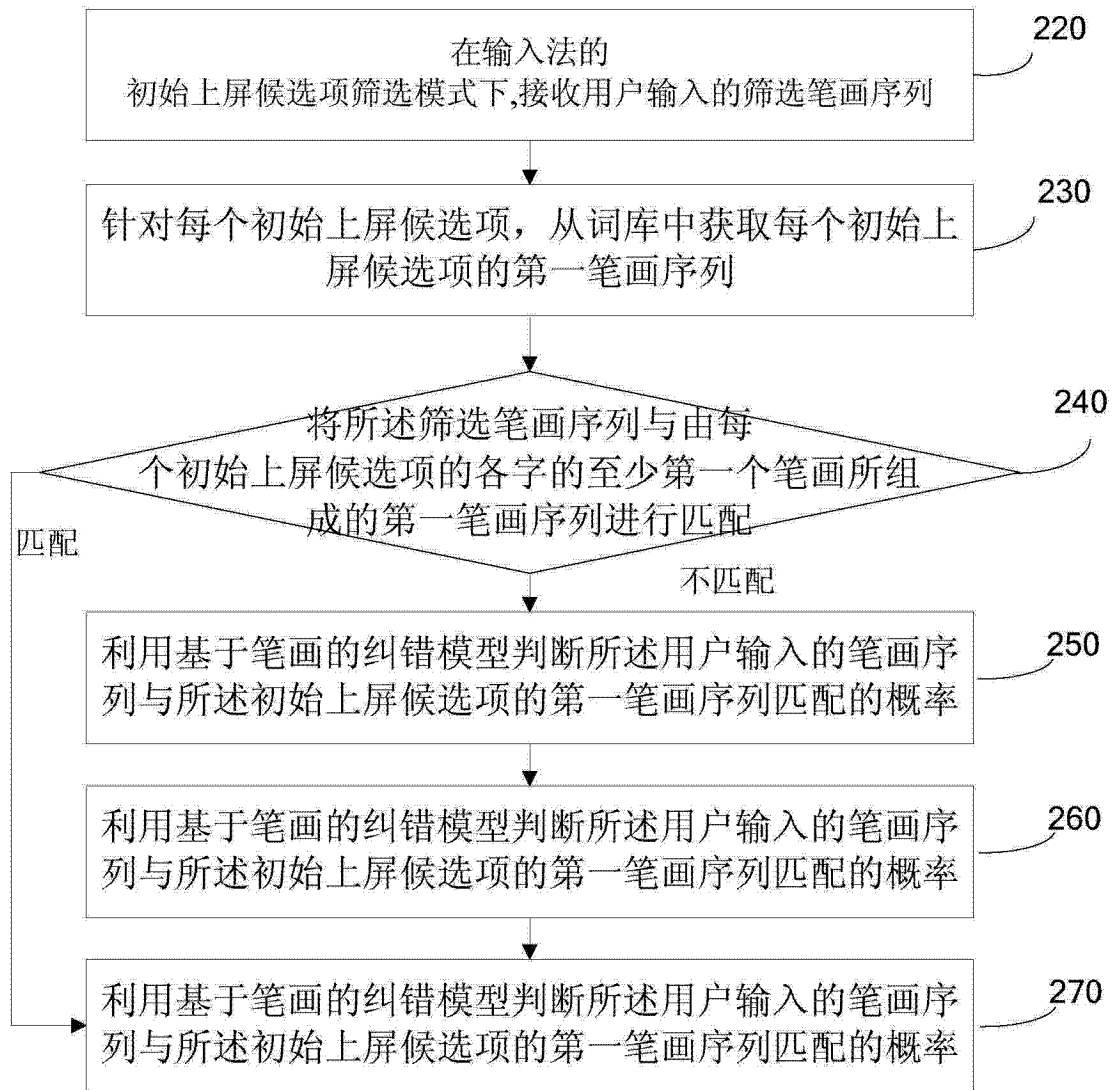 在输入法的
初始上屏候选项筛选模式下,接收用户输入的筛选笔画序列
220
针对每个初始上屏候选项，从词库中获取每个初始上
屏候选项的第一笔画序列
230
将所述筛选笔画序列与由每
个初始上屏候选项的各字的至少第一个笔画所组
成的第一笔画序列进行匹配
240
匹配
不匹配
利用基于笔画的纠错模型判断所述用户输入的笔画序
列与所述初始上屏候选项的第一笔画序列匹配的概率
250
利用基于笔画的纠错模型判断所述用户输入的笔画序
列与所述初始上屏候选项的第一笔画序列匹配的概率
260
利用基于笔画的纠错模型判断所述用户输入的笔画序
列与所述初始上屏候选项的第一笔画序列匹配的概率
270